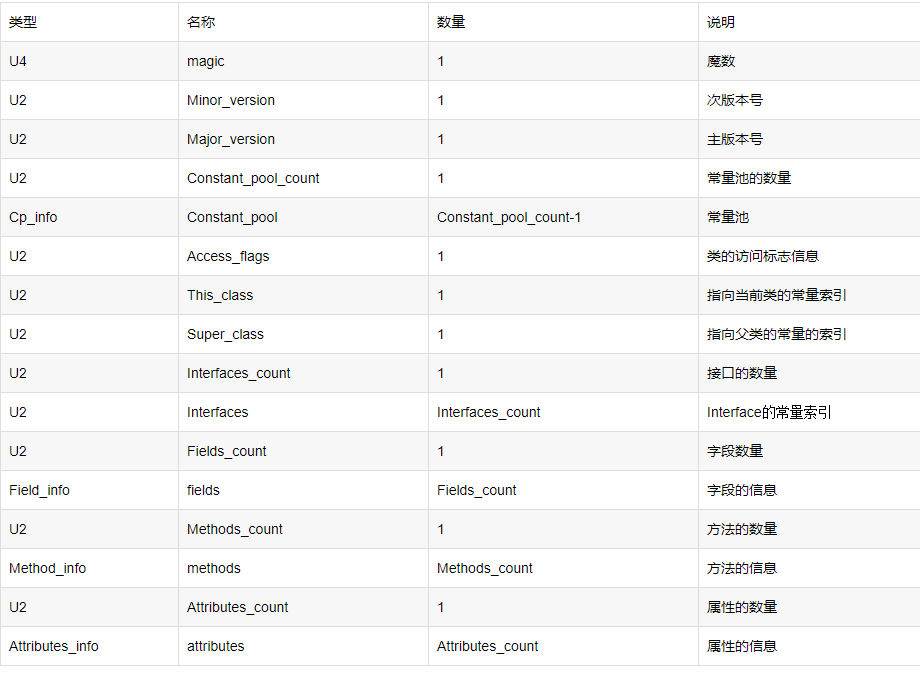 类型 名称 数量 说明
U4 magic 1 魔数
U2 Minor_version 1 次版本号
U2 Major_version 1 主版本号
U2 Constant_pool_count 1 常量池的数量
Cp_info Constant_pool Constant_pool_count-1 常量池
U2 Access_flags 1 类的访问标志信息
U2 This_class 1 指向当前类的常量索引
U2 Super_class 1 指向父类的常量的索引
U2 Interfaces_count 1 接口的数量
U2 Interfaces Interfaces_count Interface的常量索引
U2 Fields_count 1 字段数量
Field_info fields Fields_count 字段的信息
U2 Methods_count 1 方法的数量
Method_info methods Methods_count 方法的信息
U2 Attributes_count 1 属性的数量
Attributes_info attributes Attributes_count 属性的信息